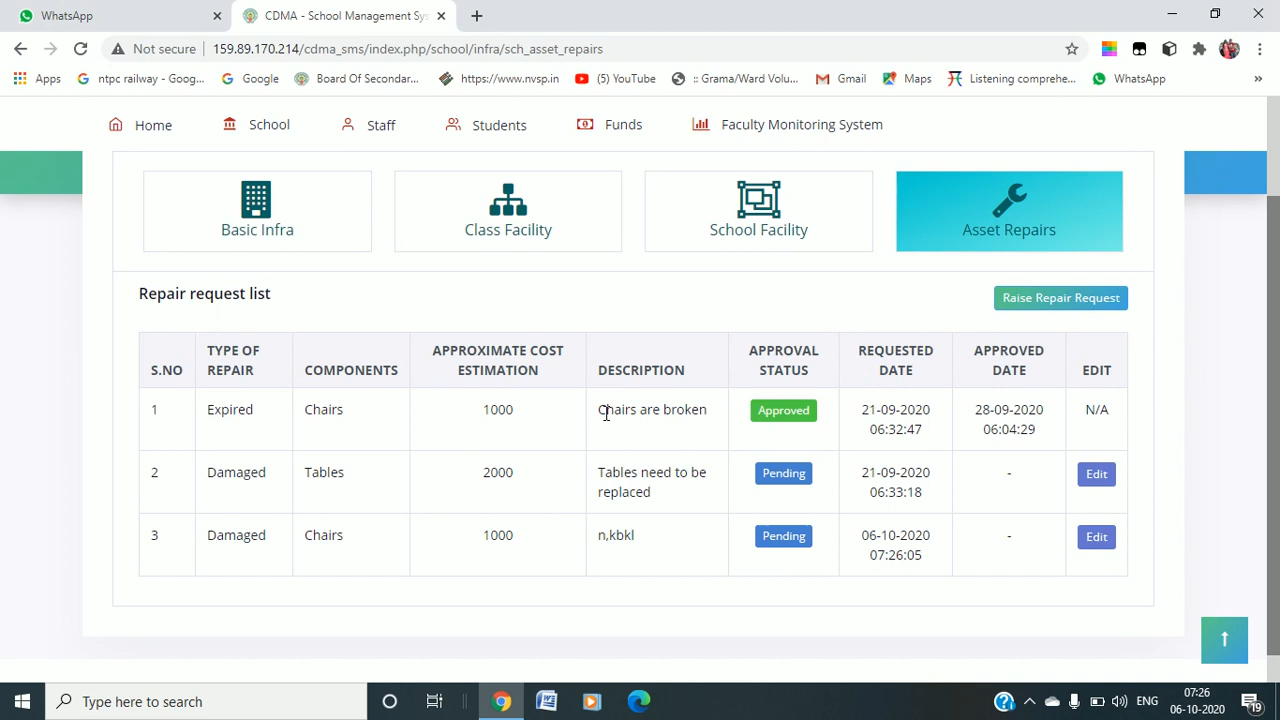 WhatsApp
CDMA - School Management Sys
Not secure 159.89.170.214/cdma_sms/index.php/school/infra/sch_asset_repairs
Apps ntpc railway - Goog... Google Board Of Secondar... https://www.nvsp.in (5) YouTube :: Grama/Ward Volu... Gmail Maps Listening comprehe... WhatsApp »
Home School Staff Students Funds Faculty Monitoring System
Basic Infra Class Facility School Facility Asset Repairs
Repair request list Raise Repair Request
S.NO TYPE OF REPAIR COMPONENTS APPROXIMATE COST ESTIMATION DESCRIPTION APPROVAL STATUS REQUESTED DATE APPROVED DATE EDIT
1 Expired Chairs 1000 Chairs are broken Approved 21-09-2020 28-09-2020 N/A
06:32:47 06:04:29
2 Damaged Tables 2000 Tables need to be Pending 21-09-2020 - Edit
replaced 06:33:18
3 Damaged Chairs 1000 n,kbkl Pending 06-10-2020 - Edit
07:26:05
Type here to search ENG 07:26
06-10-2020 19